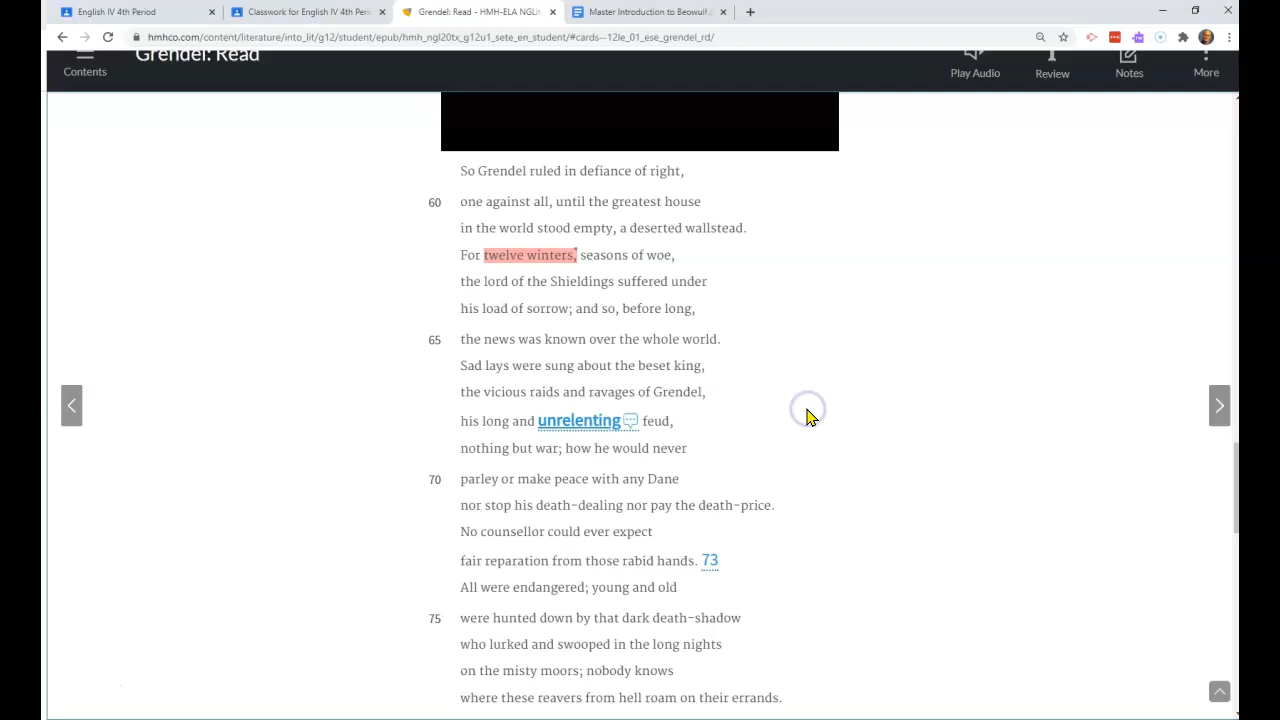 English IV 4th Period
Classwork for English IV 4th Peri
Grendel: Read - HMH-ELA NGLin
Master Introduction to Beowulf.d
hmhco.com/content/literature/into_lit/g12/student/epub/hmh_ngl20tx_g12u1_sete_en_student/#cards--12le_01_ese_grendel_rd/
Contents
Grendel: Read
Play Audio
Review
Notes
More
So Grendel ruled in defiance of right,
60 one against all, until the greatest house
in the world stood empty, a deserted wallstead.
For twelve winters,* seasons of woe,
the lord of the Shieldings suffered under
his load of sorrow; and so, before long,
65 the news was known over the whole world.
Sad lays were sung about the beset king,
the vicious raids and ravages of Grendel,
his long and unrelenting feud,
nothing but war; how he would never
70 parley or make peace with any Dane
nor stop his death-dealing nor pay the death-price.
No counsellor could ever expect
fair reparation from those rabid hands. 73
All were endangered; young and old
75 were hunted down by that dark death-shadow
who lurked and swooped in the long nights
on the misty moors; nobody knows
where these reavers from hell roam on their errands.